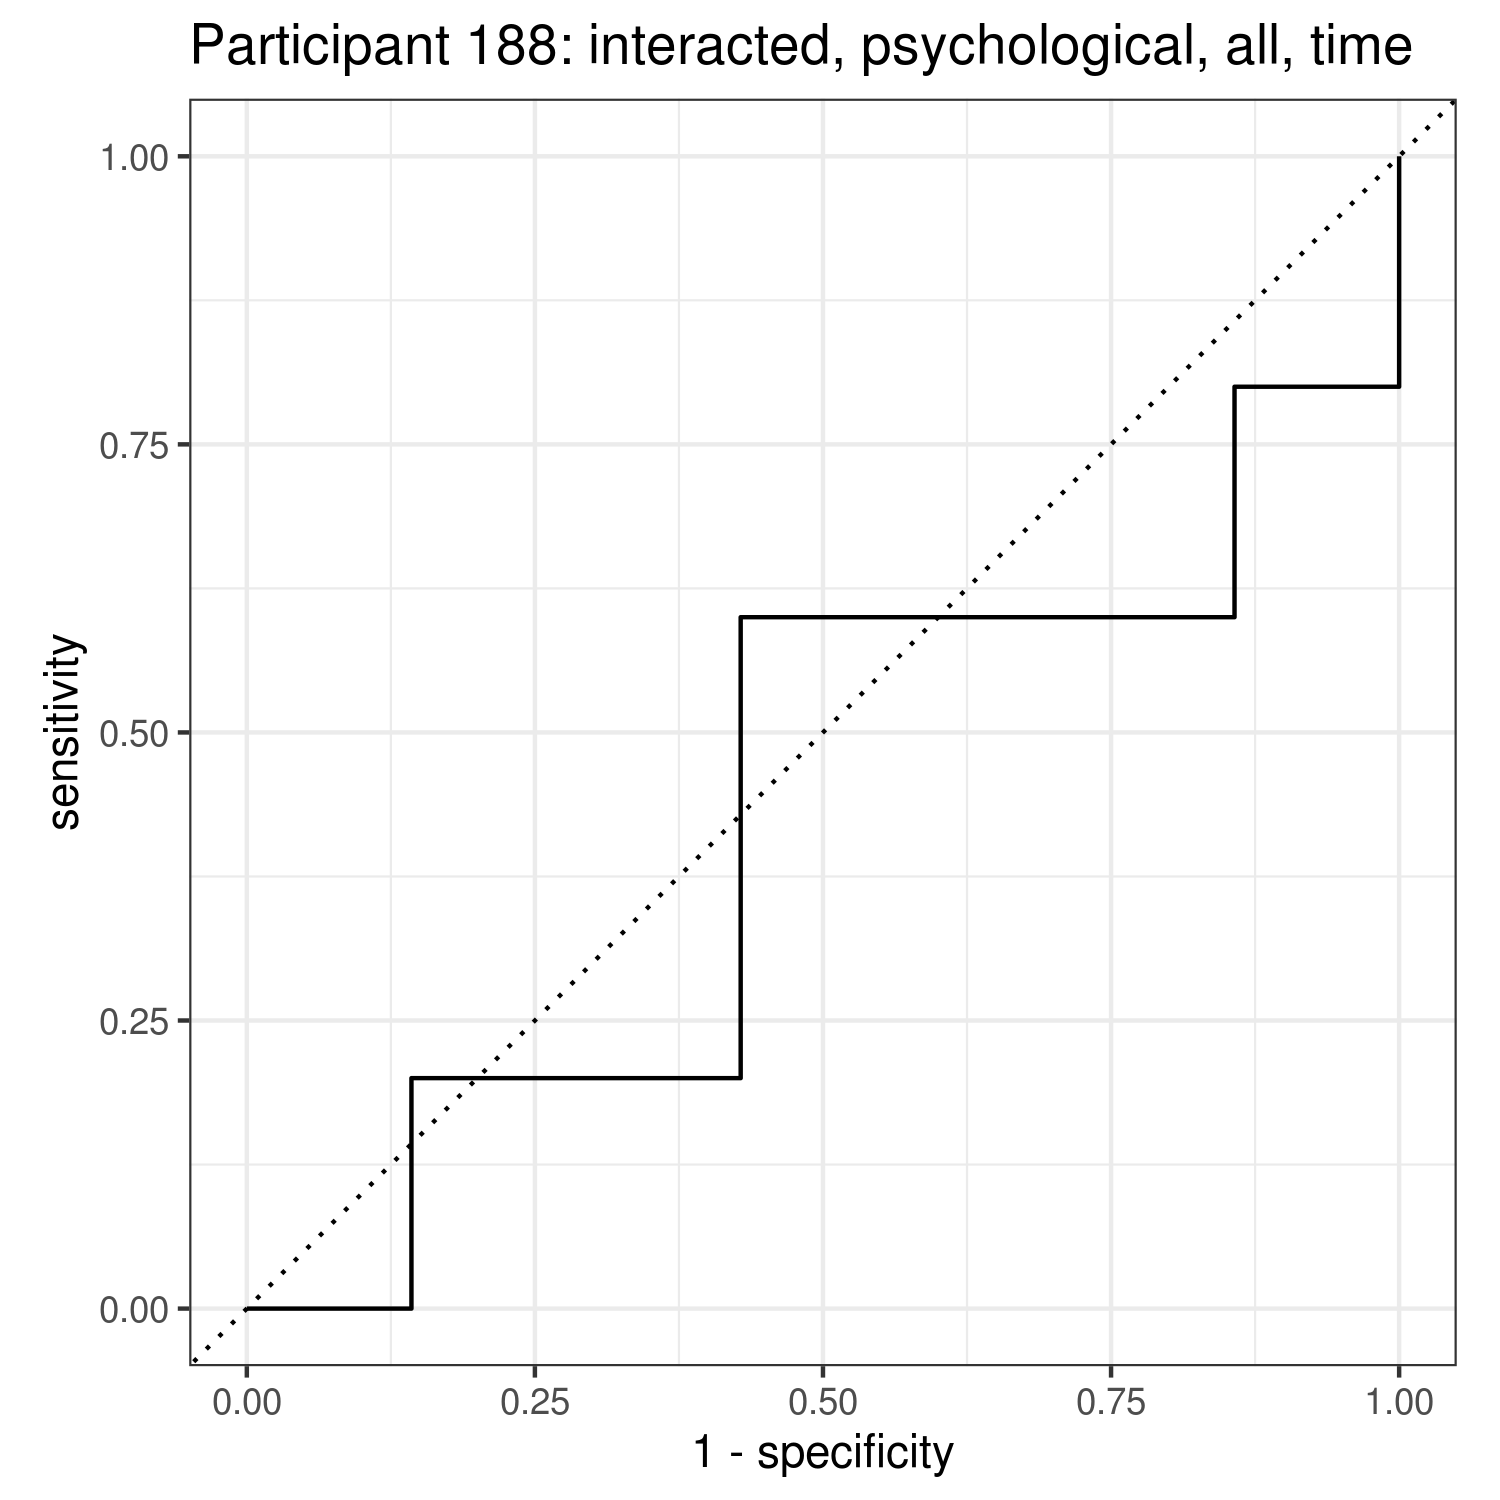 Participant 188: interacted, psychological, all, time
1.00
0.75
0.50
0.25
0.00
sensitivity
0.00 0.25 0.50 0.75 1.00
1 - specificity